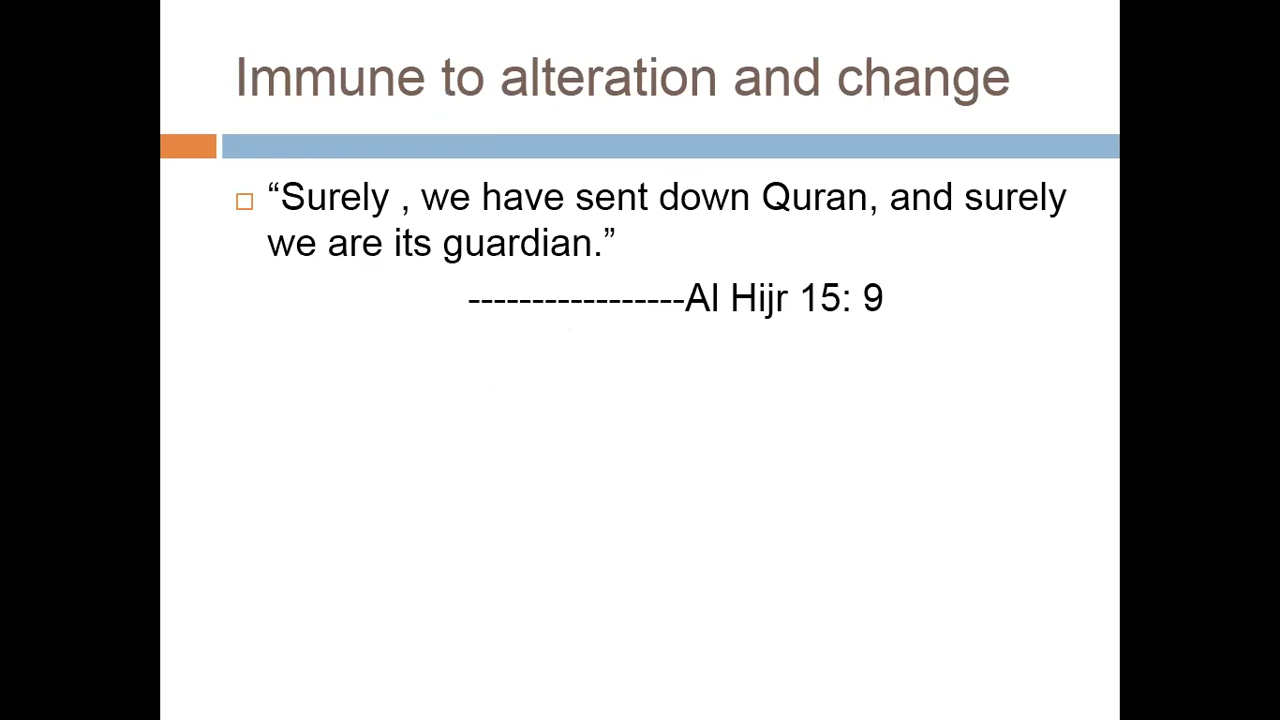 Immune to alteration and change
“Surely , we have sent down Quran, and surely
we are its guardian.”
-----------------Al Hijr 15: 9